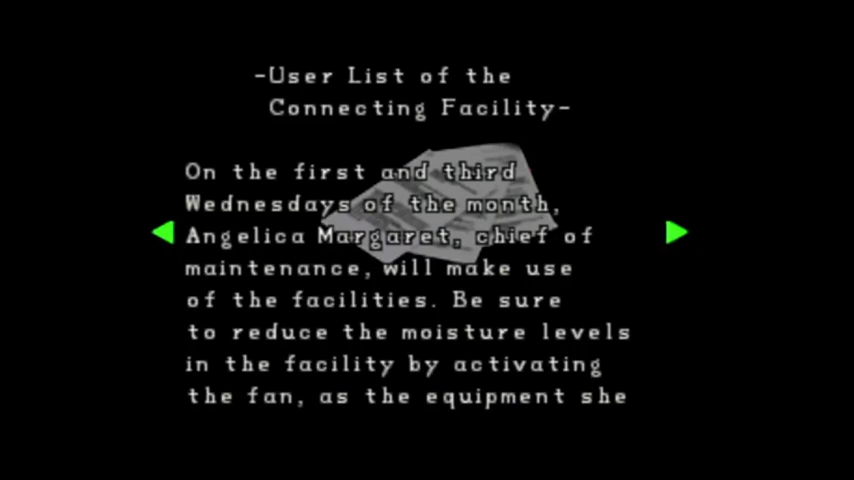 -User List of the
Connecting Facility-
On the first and third
Wednesdays of the month,
Angelica Margaret, chief of
maintenance, will make use
of the facilities. Be sure
to reduce the moisture levels
in the facility by activating
the fan, as the equipment she